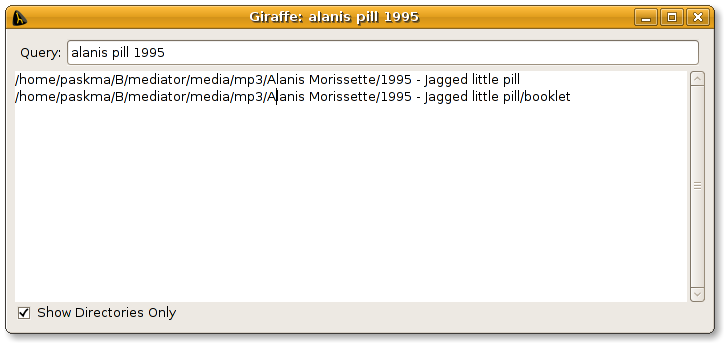 Giraffe: alanis pill 1995
Query: alanis pill 1995
/home/paskma/B/mediator/media/mp3/Alanis Morissette/1995 - Jagged little pill
/home/paskma/B/mediator/media/mp3/Alanis Morissette/1995 - Jagged little pill/booklet
Show Directories Only